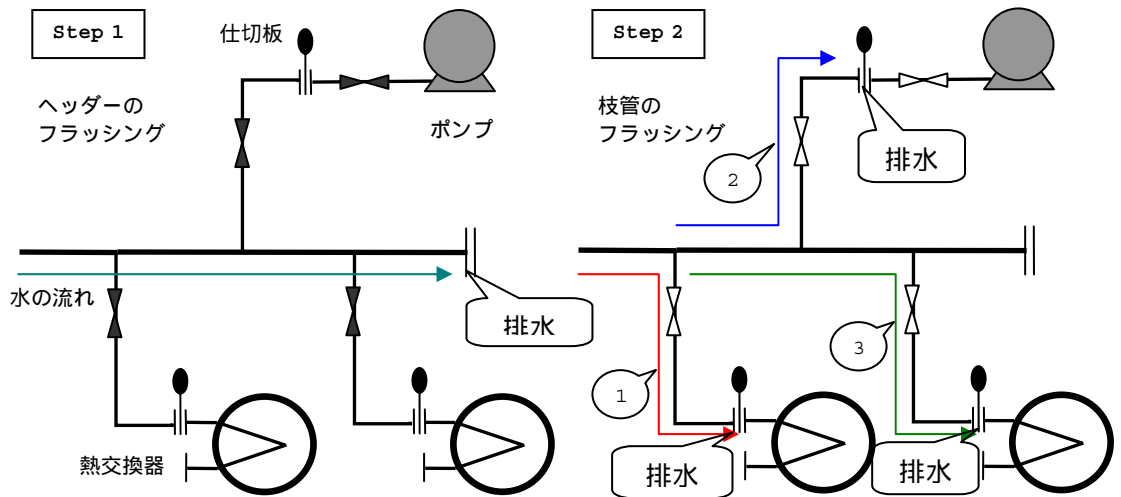 Step 1
仕切板
ヘッダーの
フラッシング
ポンプ
水の流れ
排水
熱交換器
Step 2
枝管の
フラッシング
排水
2
3
1
排水
排水